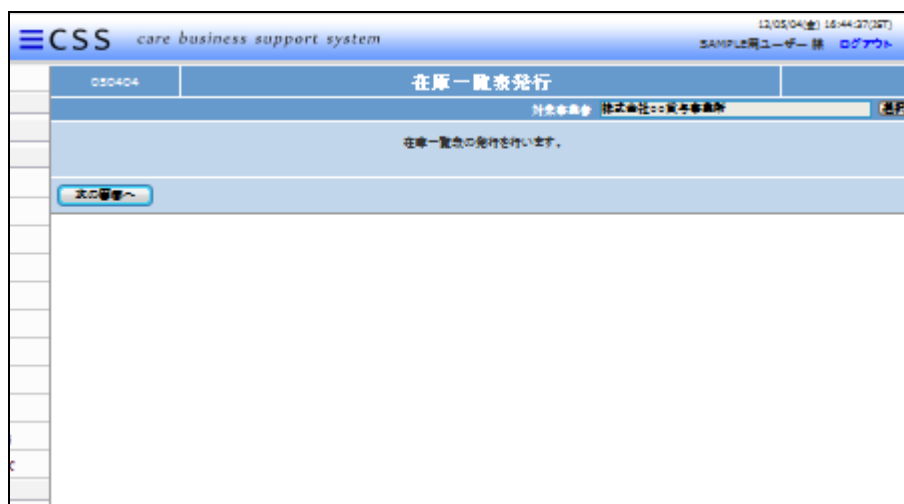 CSS care business support system
12/05/04(金) 16:44:37(JST)
SAMPLE用ユーザー 様 ログアウト
050404 在庫一覧表発行
対象事業者 株式会社○○貸与事業所
在庫一覧表の発行を行います。
次の画面へ